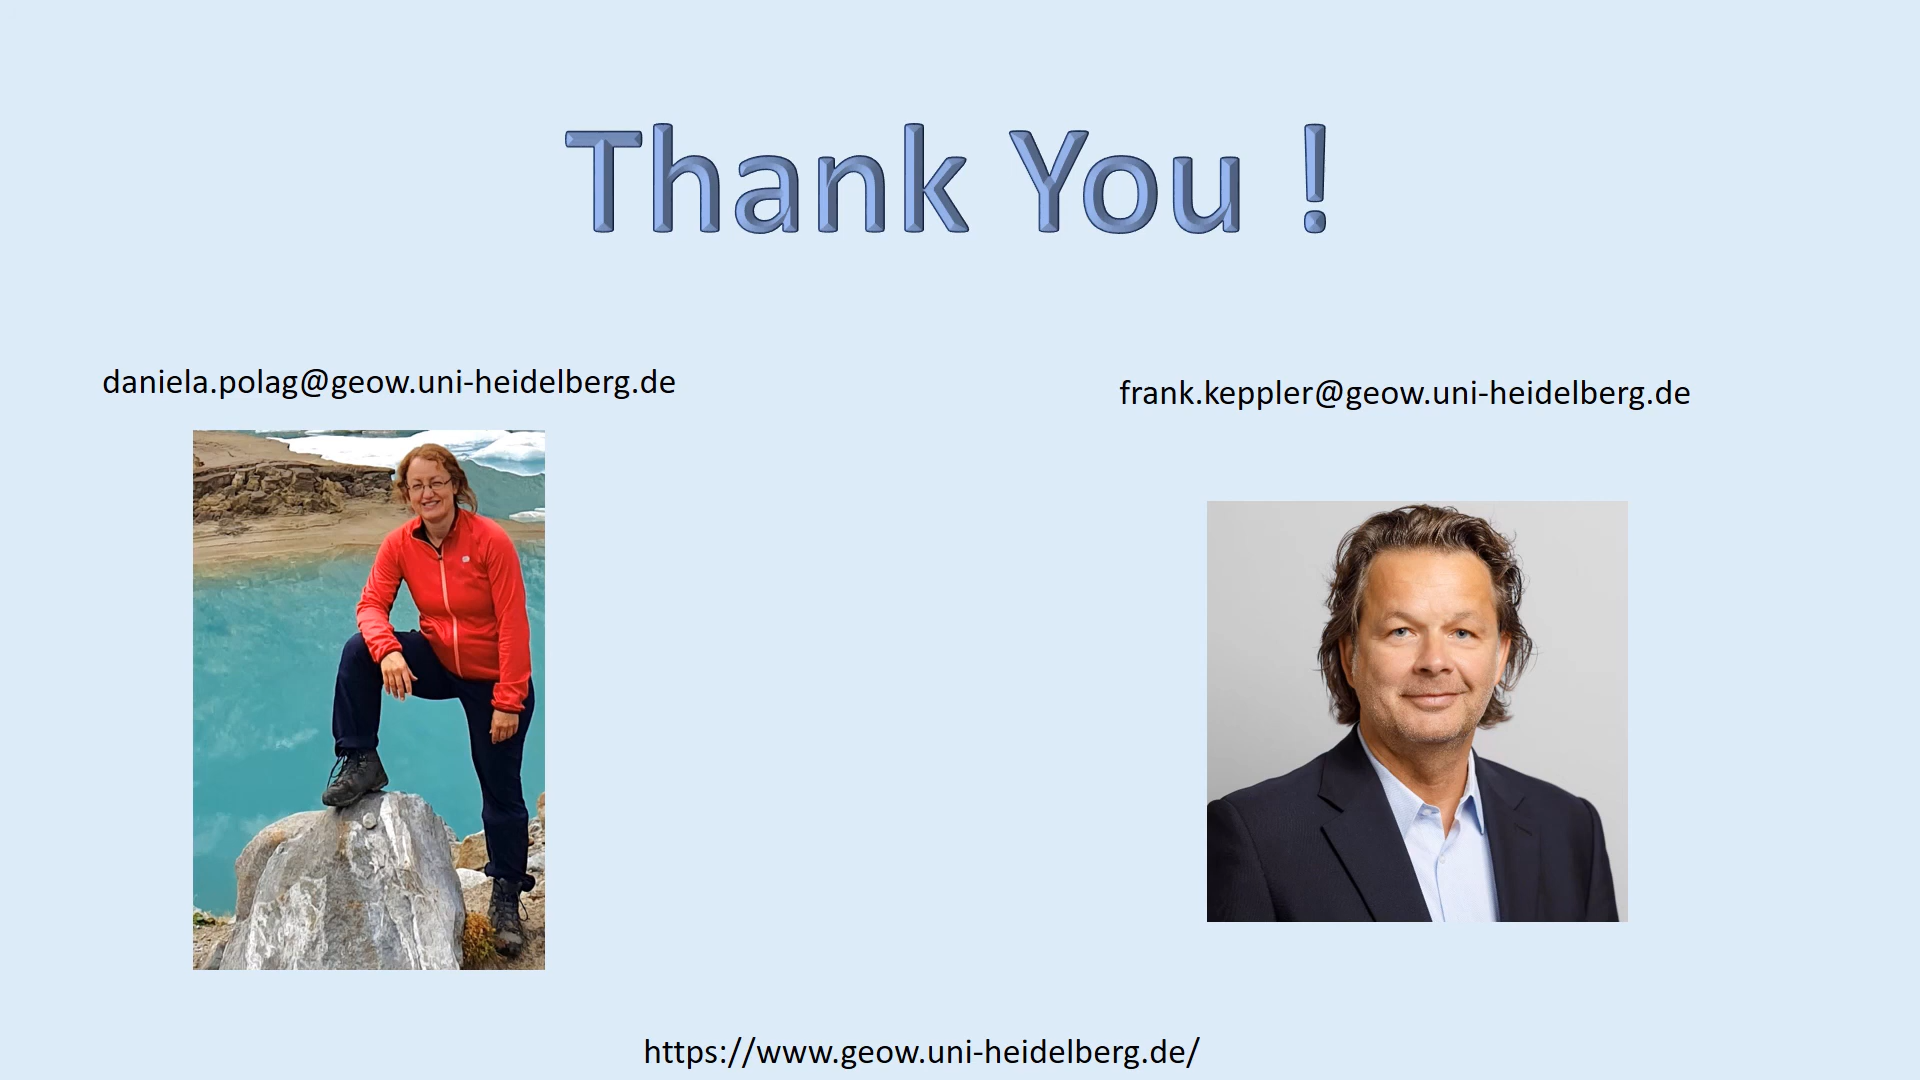 Thank You !
daniela.polag@geow.uni-heidelberg.de
frank.keppler@geow.uni-heidelberg.de
https://www.geow.uni-heidelberg.de/